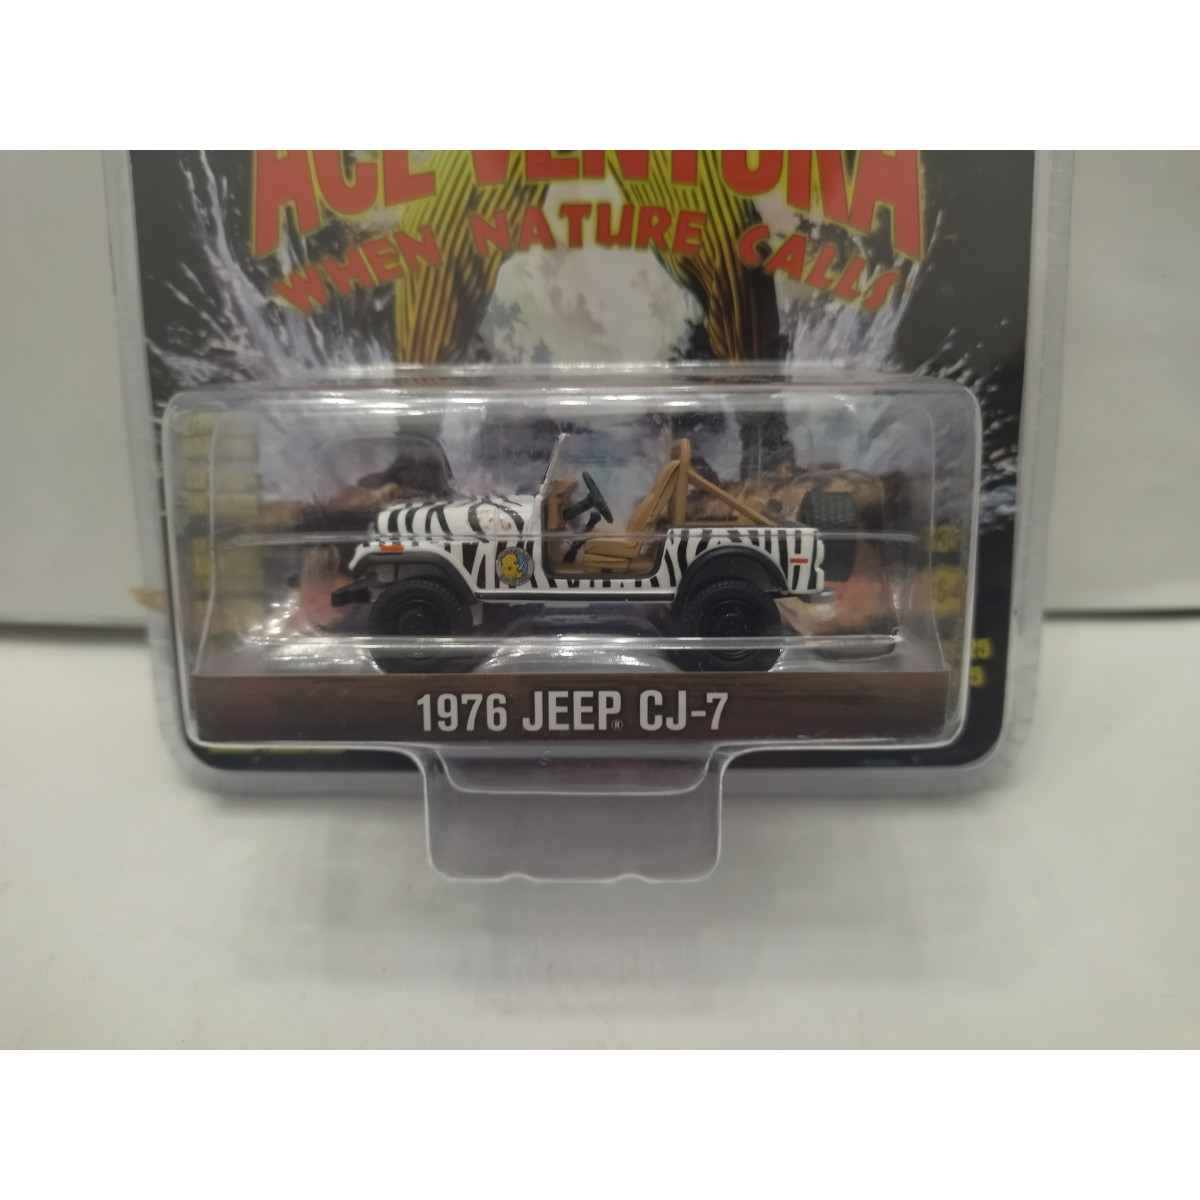 ACE VENTURA
WHEN NATURE CALLS
1976 JEEP® CJ-7